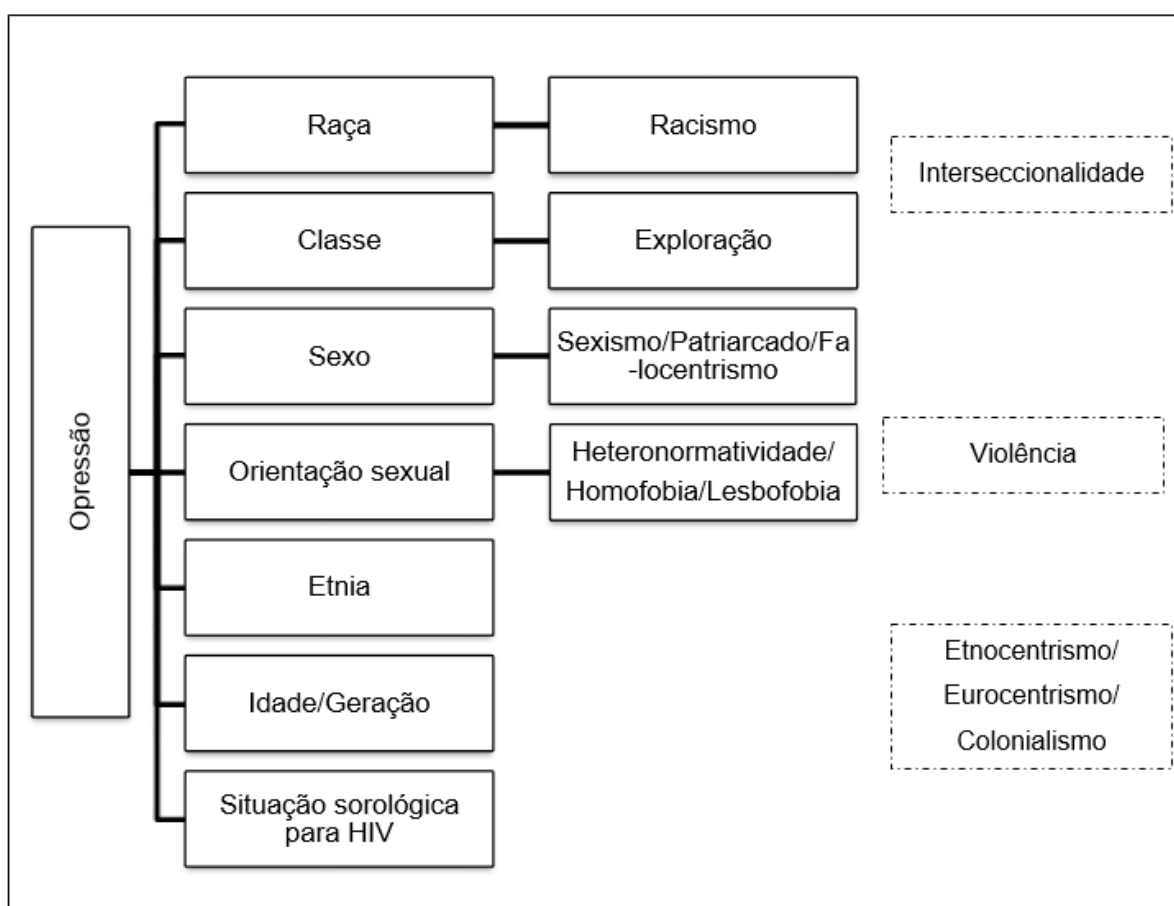 Opressão
Raça
Racismo
Classe
Exploração
Sexo
Sexismo/Patriarcado/Fa
-locentrismo
Orientação sexual
Heteronormatividade/
Homofobia/Lesbofobia
Etnia
Idade/Geração
Situação sorológica
para HIV
Interseccionalidade
Violência
Etnocentrismo/
Eurocentrismo/
Colonialismo